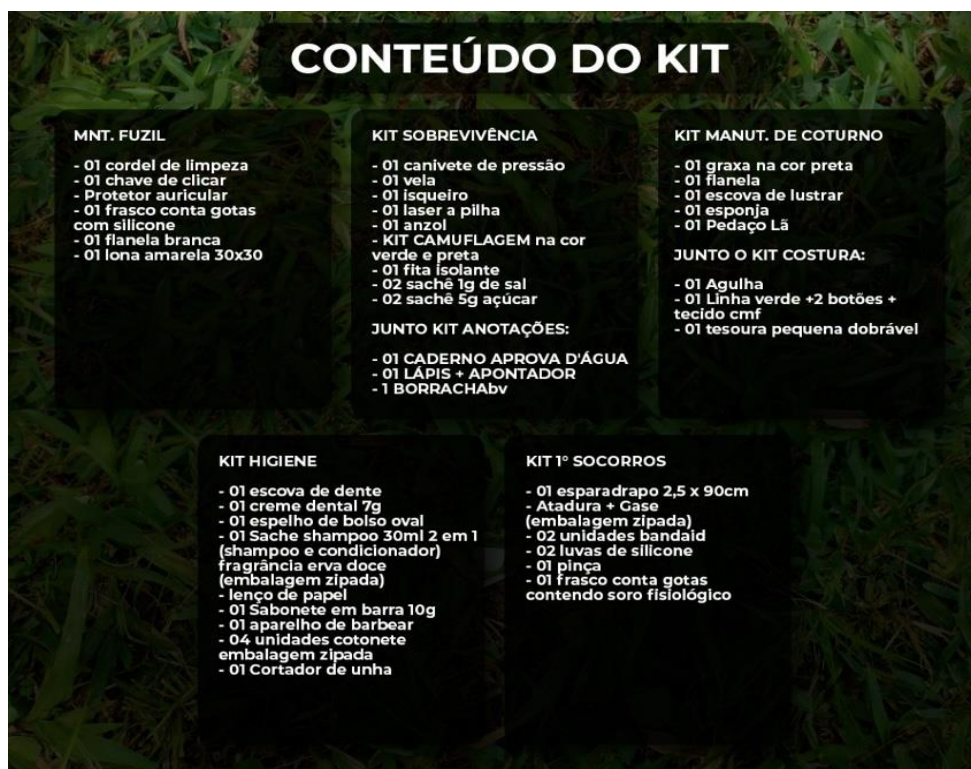 CONTEÚDO DO KIT
MNT. FUZIL
- 01 cordel de limpeza
- 01 chave de clicar
- Protetor auricular
- 01 frasco conta gotas
com silicone
- 01 flanela branca
- 01 lona amarela 30x30
KIT SOBREVIVÊNCIA
- 01 canivete de pressão
- 01 vela
- 01 isqueiro
- 01 laser a pilha
- 01 anzol
- KIT CAMUFLAGEM na cor
verde e preta
- 01 fita isolante
- 02 sachê 1g de sal
- 02 sachê 5g açúcar
JUNTO KIT ANOTAÇÕES:
- 01 CADERNO APROVA D'ÁGUA
- 01 LÁPIS + APONTADOR
- 1 BORRACHAbv
KIT MANUT. DE COTURNO
- 01 graxa na cor preta
- 01 flanela
- 01 escova de lustrar
- 01 esponja
- 01 Pedaço Lã
JUNTO O KIT COSTURA:
- 01 Agulha
- 01 Linha verde +2 botões +
tecido cmf
- 01 tesoura pequena dobrável
KIT HIGIENE
- 01 escova de dente
- 01 creme dental 7g
- 01 espelho de bolso oval
- 01 Sache shampoo 30ml 2 em 1
(shampoo e condicionador)
fragrância erva doce
(embalagem zipada)
- lenço de papel
- 01 Sabonete em barra 10g
- 01 aparelho de barbear
- 04 unidades cotonete
embalagem zipada
- 01 Cortador de unha
KIT 1° SOCORROS
- 01 esparadrapo 2,5 x 90cm
- Atadura + Gase
(embalagem zipada)
- 02 unidades bandaid
- 02 luvas de silicone
- 01 pinça
- 01 frasco conta gotas
contendo soro fisiológico